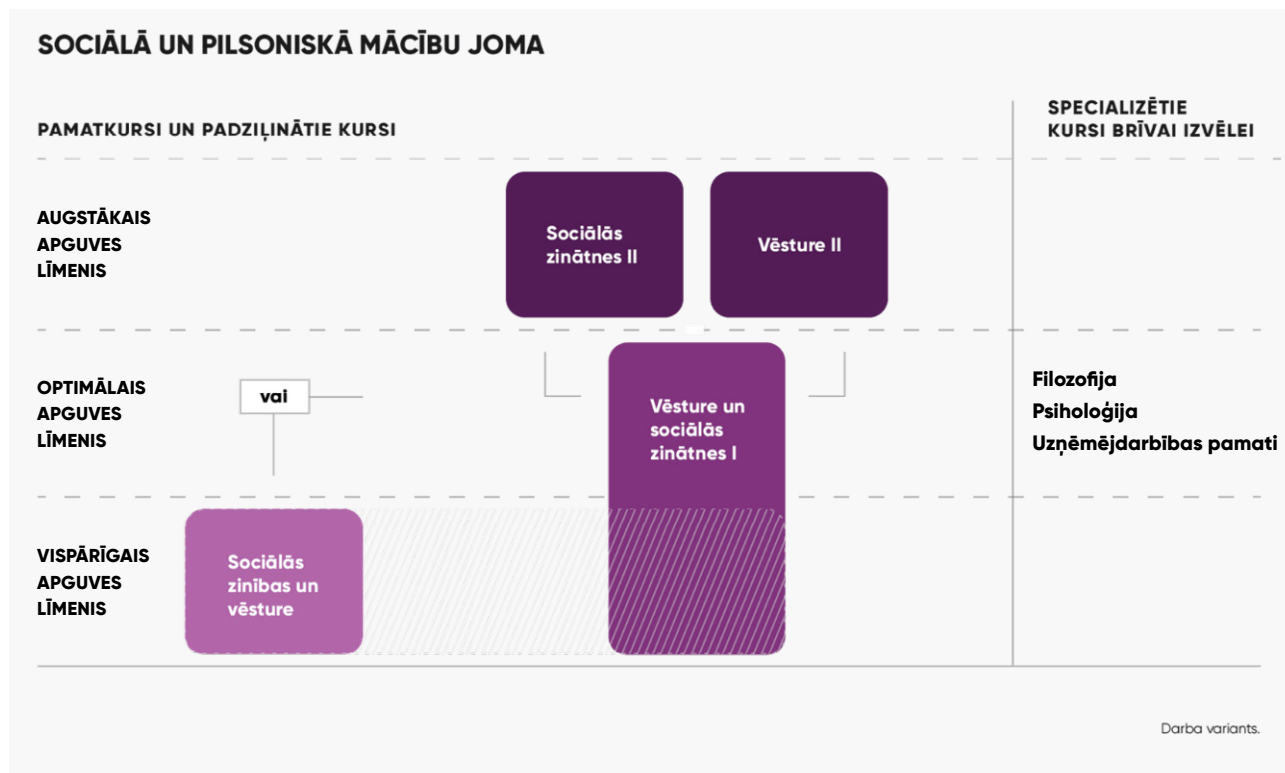 SOCIĀLĀ UN PILSONISKĀ MĀCĪBU JOMA
PAMATKURSI UN PADZIĻINĀTIE KURSI
SPECIALIZĒTIE
KURSI BRĪVAI IZVĒLEI
AUGSTĀKAIS
APGUVES
LĪMENIS
Sociālās
zinātnes II
Vēsture II
OPTIMĀLAIS
APGUVES
LĪMENIS
vai
Vēsture un
sociālās
zinātnes I
Filozofija
Psiholoģija
Uzņēmējdarbības pamati
VISPĀRĪGAIS
APGUVES
LĪMENIS
Sociālās
zinības un
vēsture
Darba variants.